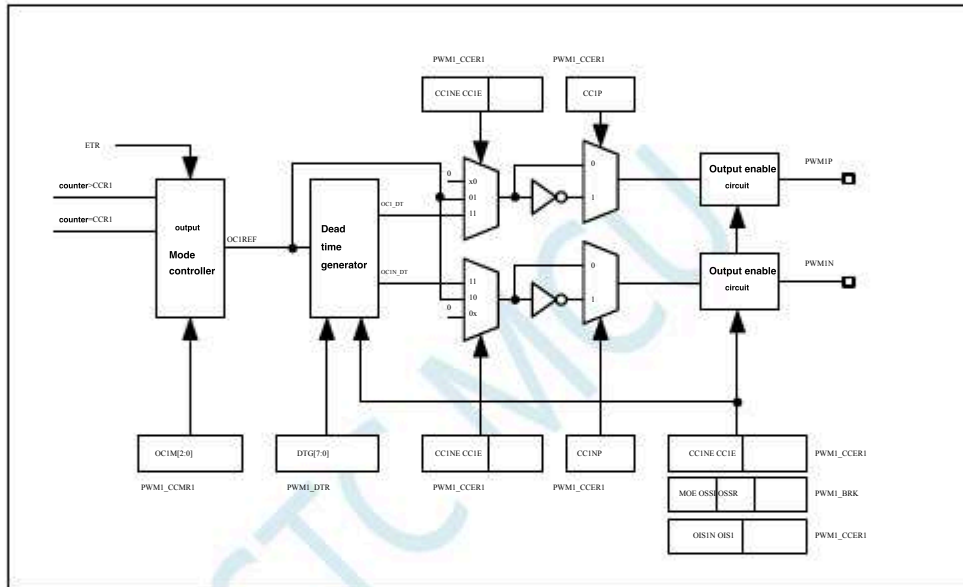 PWM1_CCER1 PWM1_CCER1
CC1NE CC1E CC1P
ETR
counter>CCR1
counter=CCR1
output
Mode
controller
OC1REF
Dead
time
generator
OC1_DT
OC1N_DT
0
x0
01
11
0
1
Output enable
circuit
PWM1P
11
10
0x
0
0
1
Output enable
circuit
PWM1N
OC1M[2:0]
PWM1_CCMR1
DTG[7:0]
PWM1_DTR
CC1NE CC1E
PWM1_CCER1
CC1NP
PWM1_CCER1
CC1NE CC1E PWM1_CCER1
MOE OSSI OSSR PWM1_BRK
OIS1N OIS1 PWM1_CCER1
STC MCU